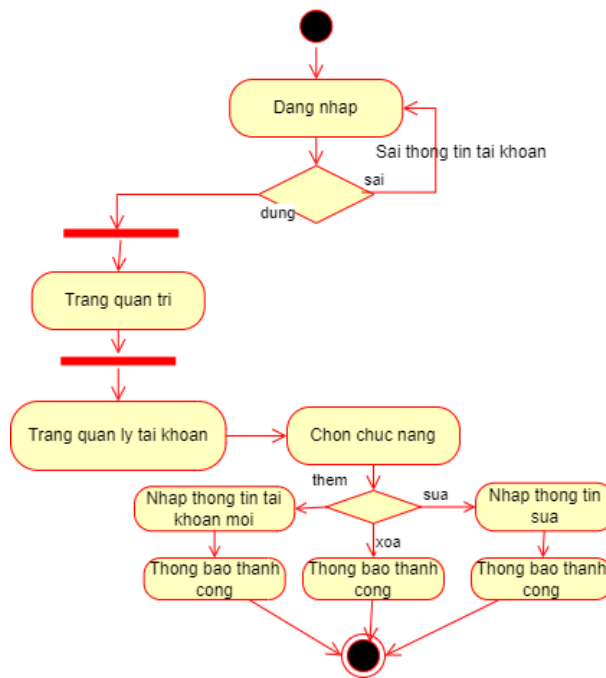 Dang nhap
Sai thong tin tai khoan
sai
dung
Trang quan tri
Trang quan ly tai khoan
Chon chuc nang
them
sua
Nhap thong tin tai
khoan moi
Nhap thong tin
sua
xoa
Thong bao thanh
cong
Thong bao thanh
cong
Thong bao thanh
cong